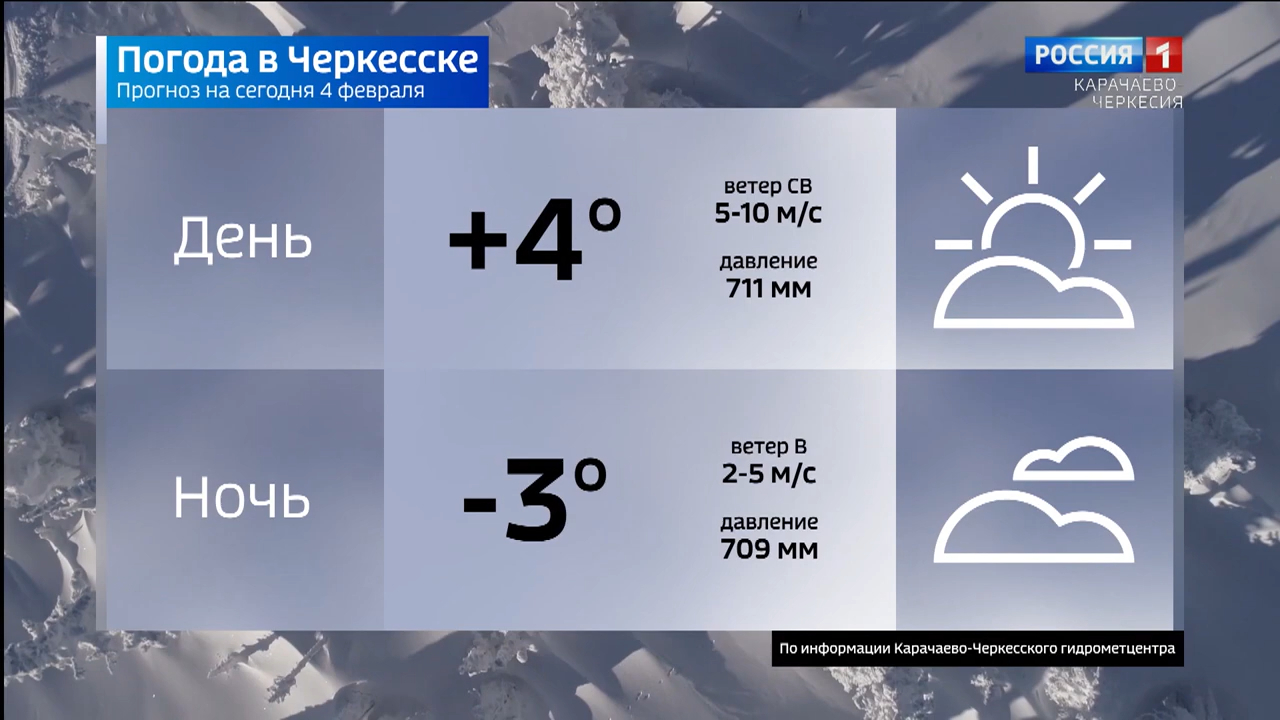 Погода в Черкесске
Прогноз на сегодня 4 февраля
РОССИЯ 1
КАРАЧАЕВО
ЧЕРКЕСИЯ
День
+4°
ветер СВ
5-10 м/с
давление
711 мм
Ночь
-3°
ветер В
2-5 м/с
давление
709 мм
По информации Карачаево-Черкесского гидрометцентра